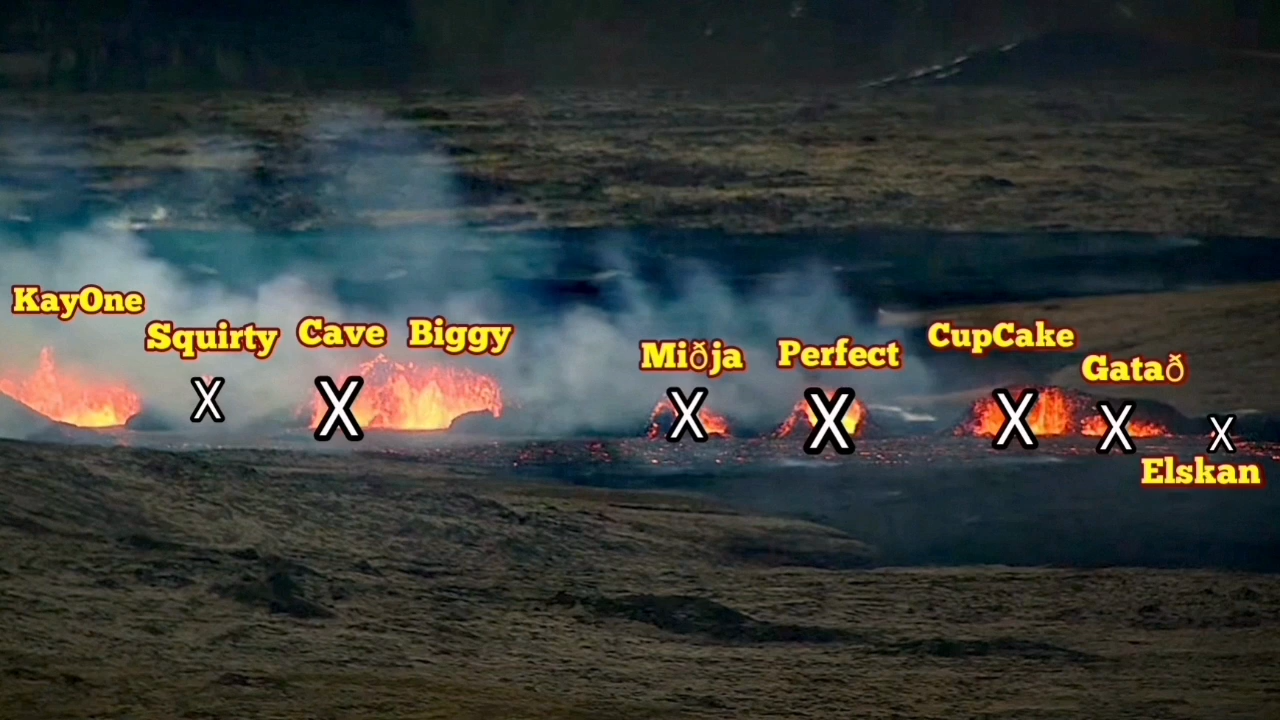 KayOne
Squirty
Cave
Biggy
Miðja
Perfect
CupCake
Gatað
Elskan
X
X
X
X
X
X
X